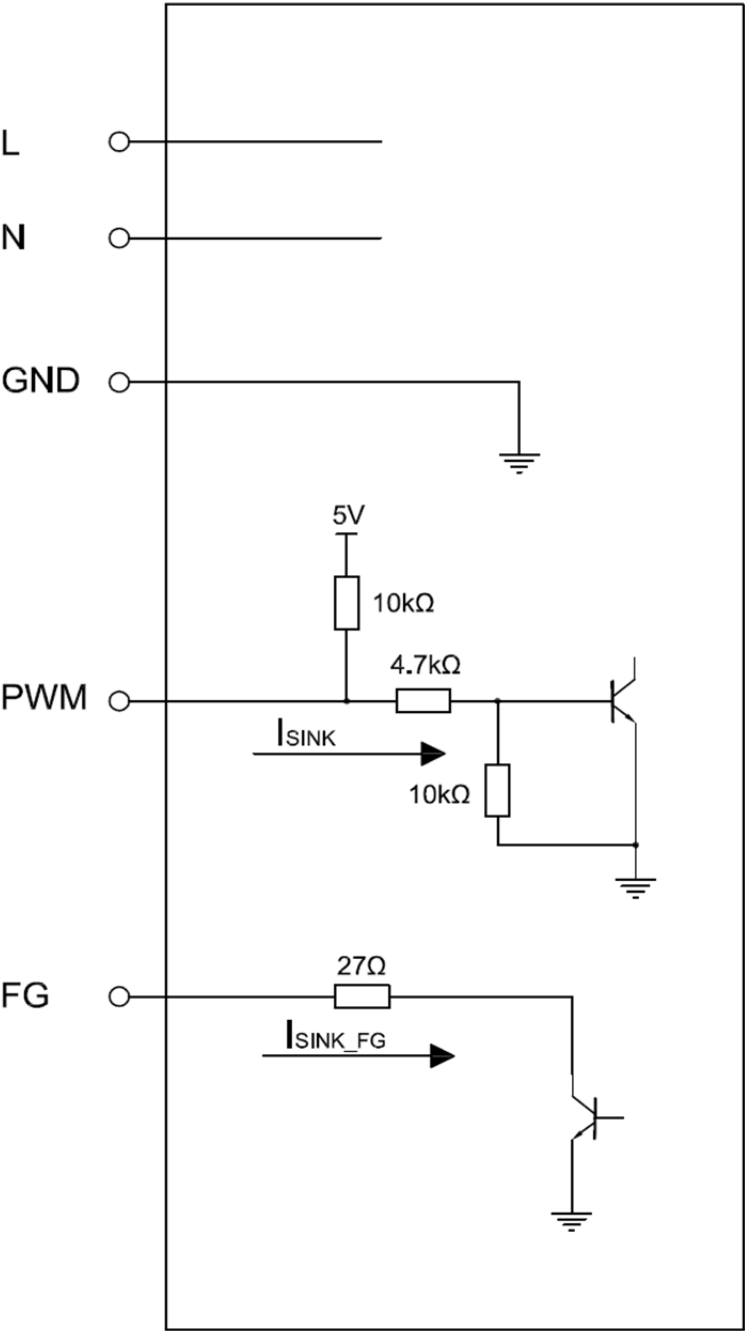 L
N
GND
5V
10kΩ
4.7kΩ
PWM
ISINK
10kΩ
27Ω
FG
ISINK_FG